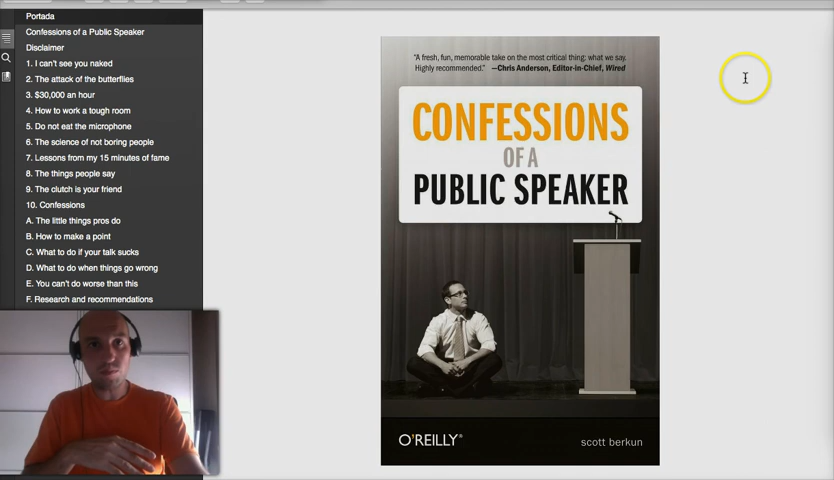 Portada
Confessions of a Public Speaker
Disclaimer
1. I can't see you naked
2. The attack of the butterflies
3. $30,000 an hour
4. How to work a tough room
5. Do not eat the microphone
6. The science of not boring people
7. Lessons from my 15 minutes of fame
8. The things people say
9. The clutch is your friend
10. Confessions
A. The little things pros do
B. How to make a point
C. What to do if your talk sucks
D. What to do when things go wrong
E. You can't do worse than this
F. Research and recommendations
"A fresh, fun, memorable take on the most critical thing: what we say.
Highly recommended." —Chris Anderson, Editor-in-Chief, Wired
CONFESSIONS
OF A
PUBLIC SPEAKER
O'REILLY®
scott berkun